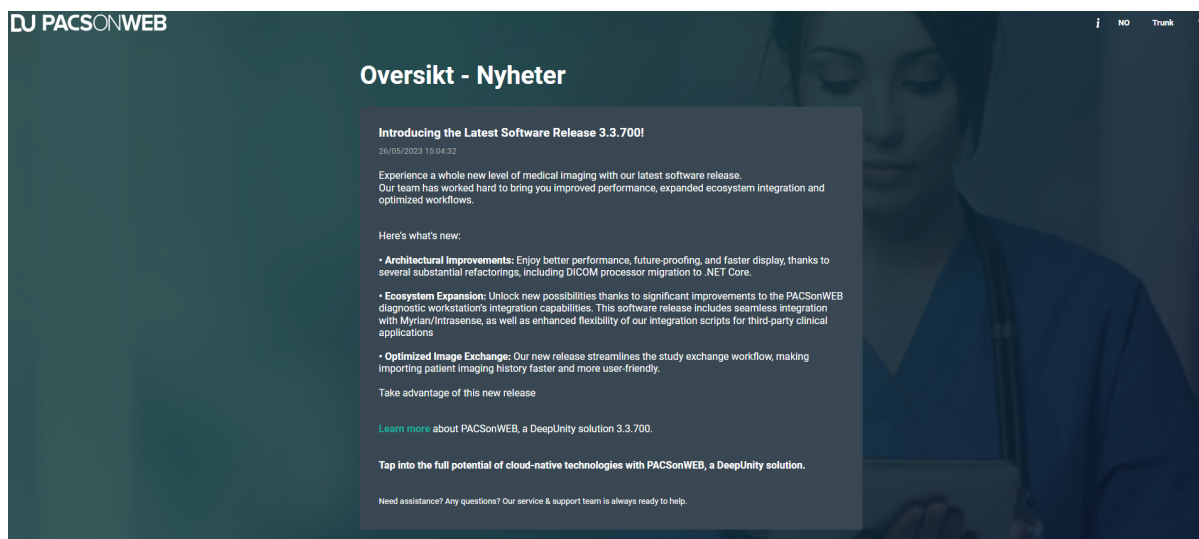 DU PACSONWEB
i NO Trunk
Oversikt - Nyheter
Introducing the Latest Software Release 3.3.700!
26/05/2023 15:04:32
Experience a whole new level of medical imaging with our latest software release.
Our team has worked hard to bring you improved performance, expanded ecosystem integration and
optimized workflows.
Here's what's new:
• Architectural Improvements: Enjoy better performance, future-proofing, and faster display, thanks to
several substantial refactorings, including DICOM processor migration to .NET Core.
• Ecosystem Expansion: Unlock new possibilities thanks to significant improvements to the PACSonWEB
diagnostic workstation's integration capabilities. This software release includes seamless integration
with Myrian/Intrasense, as well as enhanced flexibility of our integration scripts for third-party clinical
applications
• Optimized Image Exchange: Our new release streamlines the study exchange workflow, making
importing patient imaging history faster and more user-friendly.
Take advantage of this new release
Learn more about PACSonWEB, a DeepUnity solution 3.3.700.
Tap into the full potential of cloud-native technologies with PACSonWEB, a DeepUnity solution.
Need assistance? Any questions? Our service & support team is always ready to help.